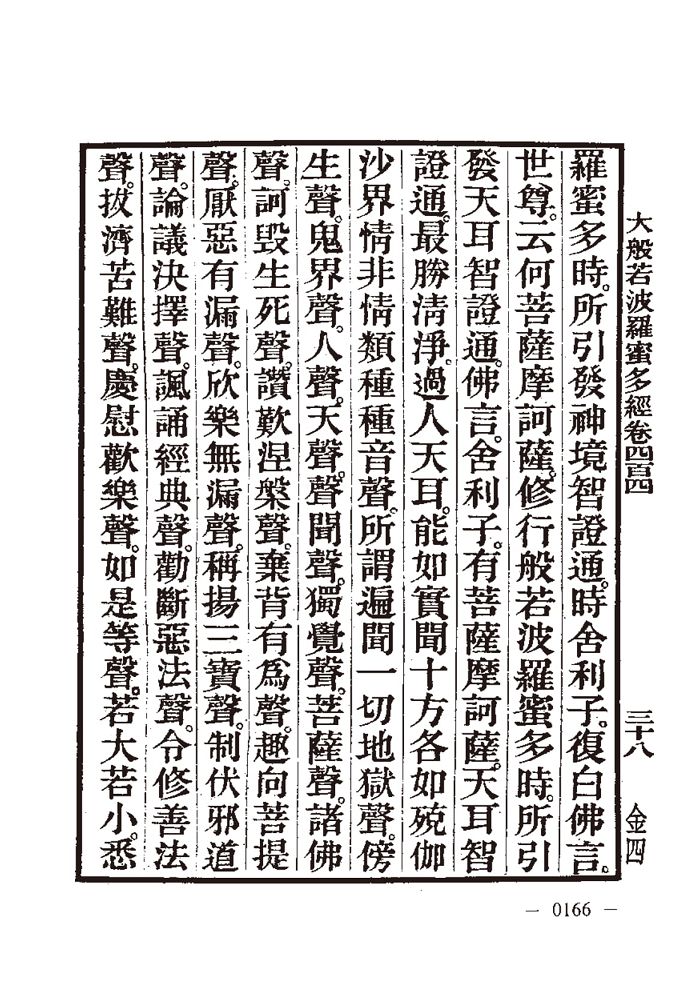 大般若波羅蜜多經卷四百四 三十八 金四
羅蜜多時。所引發神境智證通。時舍利子。復白佛言。
世尊。云何菩薩摩訶薩。修行般若波羅蜜多時。所引
發天耳智證通。佛言。舍利子。有菩薩摩訶薩。天耳智
證通。最勝清淨。過人天耳。能如實聞十方各如殑伽
沙界情非情類種種音聲。所謂遍聞一切地獄聲。傍
生聲。鬼界聲。人聲。天聲。聲聞聲。獨覺聲。菩薩聲。諸佛
聲。訶毀生死聲。讚歎涅槃聲。棄背有爲聲。趣向菩提
聲。厭惡有漏聲。欣樂無漏聲。稱揚三寶聲。制伏邪道
聲。論議決擇聲。諷誦經典聲。勸斷惡法聲。令修善法
聲。拔濟苦難聲。慶慰歡樂聲。如是等聲。若大若小。悉
— 0166 —